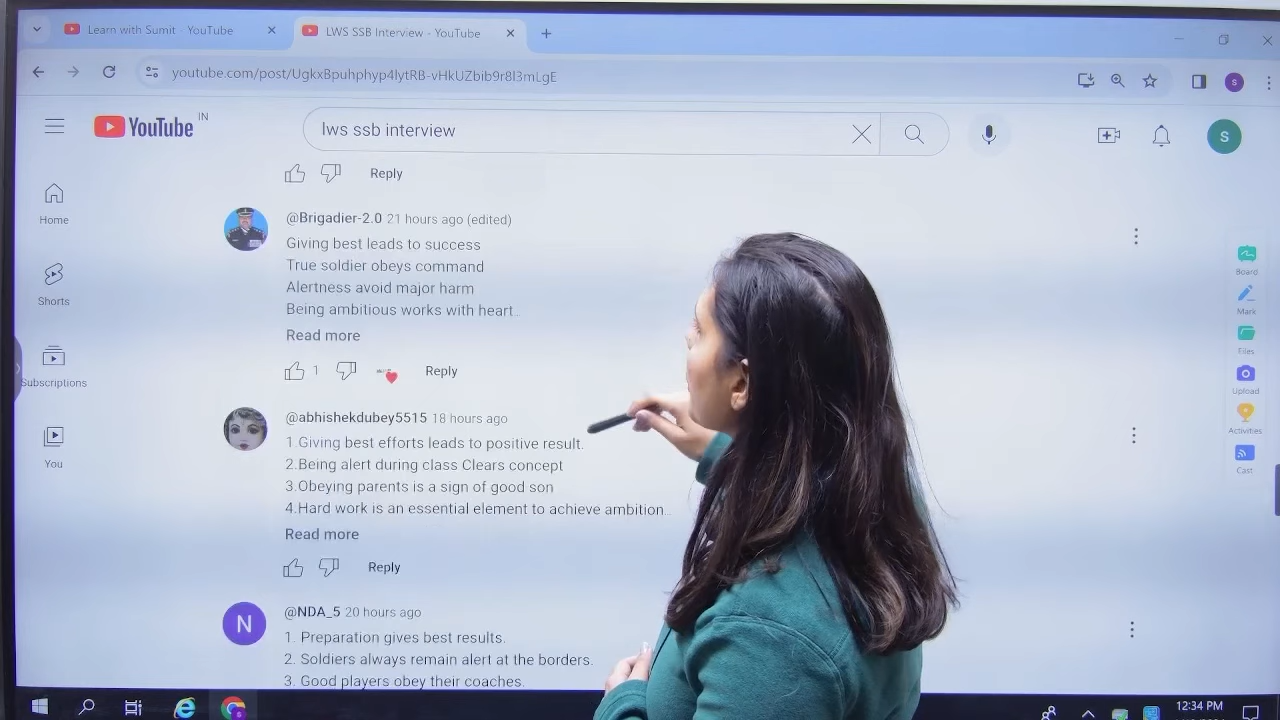 Learn with Sumit - YouTube
LWS SSB Interview - YouTube
youtube.com/post/UgkxBpuhphyp4IytRB-vHkUZbib9r8l3mLgE
YouTube IN
lws ssb interview
S
S
Reply
Home
@Brigadier-2.0 21 hours ago (edited)
Giving best leads to success
True soldier obeys command
Alertness avoid major harm
Being ambitious works with heart..
Read more
1
Reply
Shorts
Subscriptions
You
@abhishekdubey5515 18 hours ago
1.Giving best efforts leads to positive result.
2.Being alert during class Clears concept
3.Obeying parents is a sign of good son
4.Hard work is an essential element to achieve ambition..
Read more
Reply
N
@NDA_5 20 hours ago
1. Preparation gives best results.
2. Soldiers always remain alert at the borders.
3. Good players obey their coaches.
Board
Mark
Files
Upload
Activities
Cast
12:34 PM